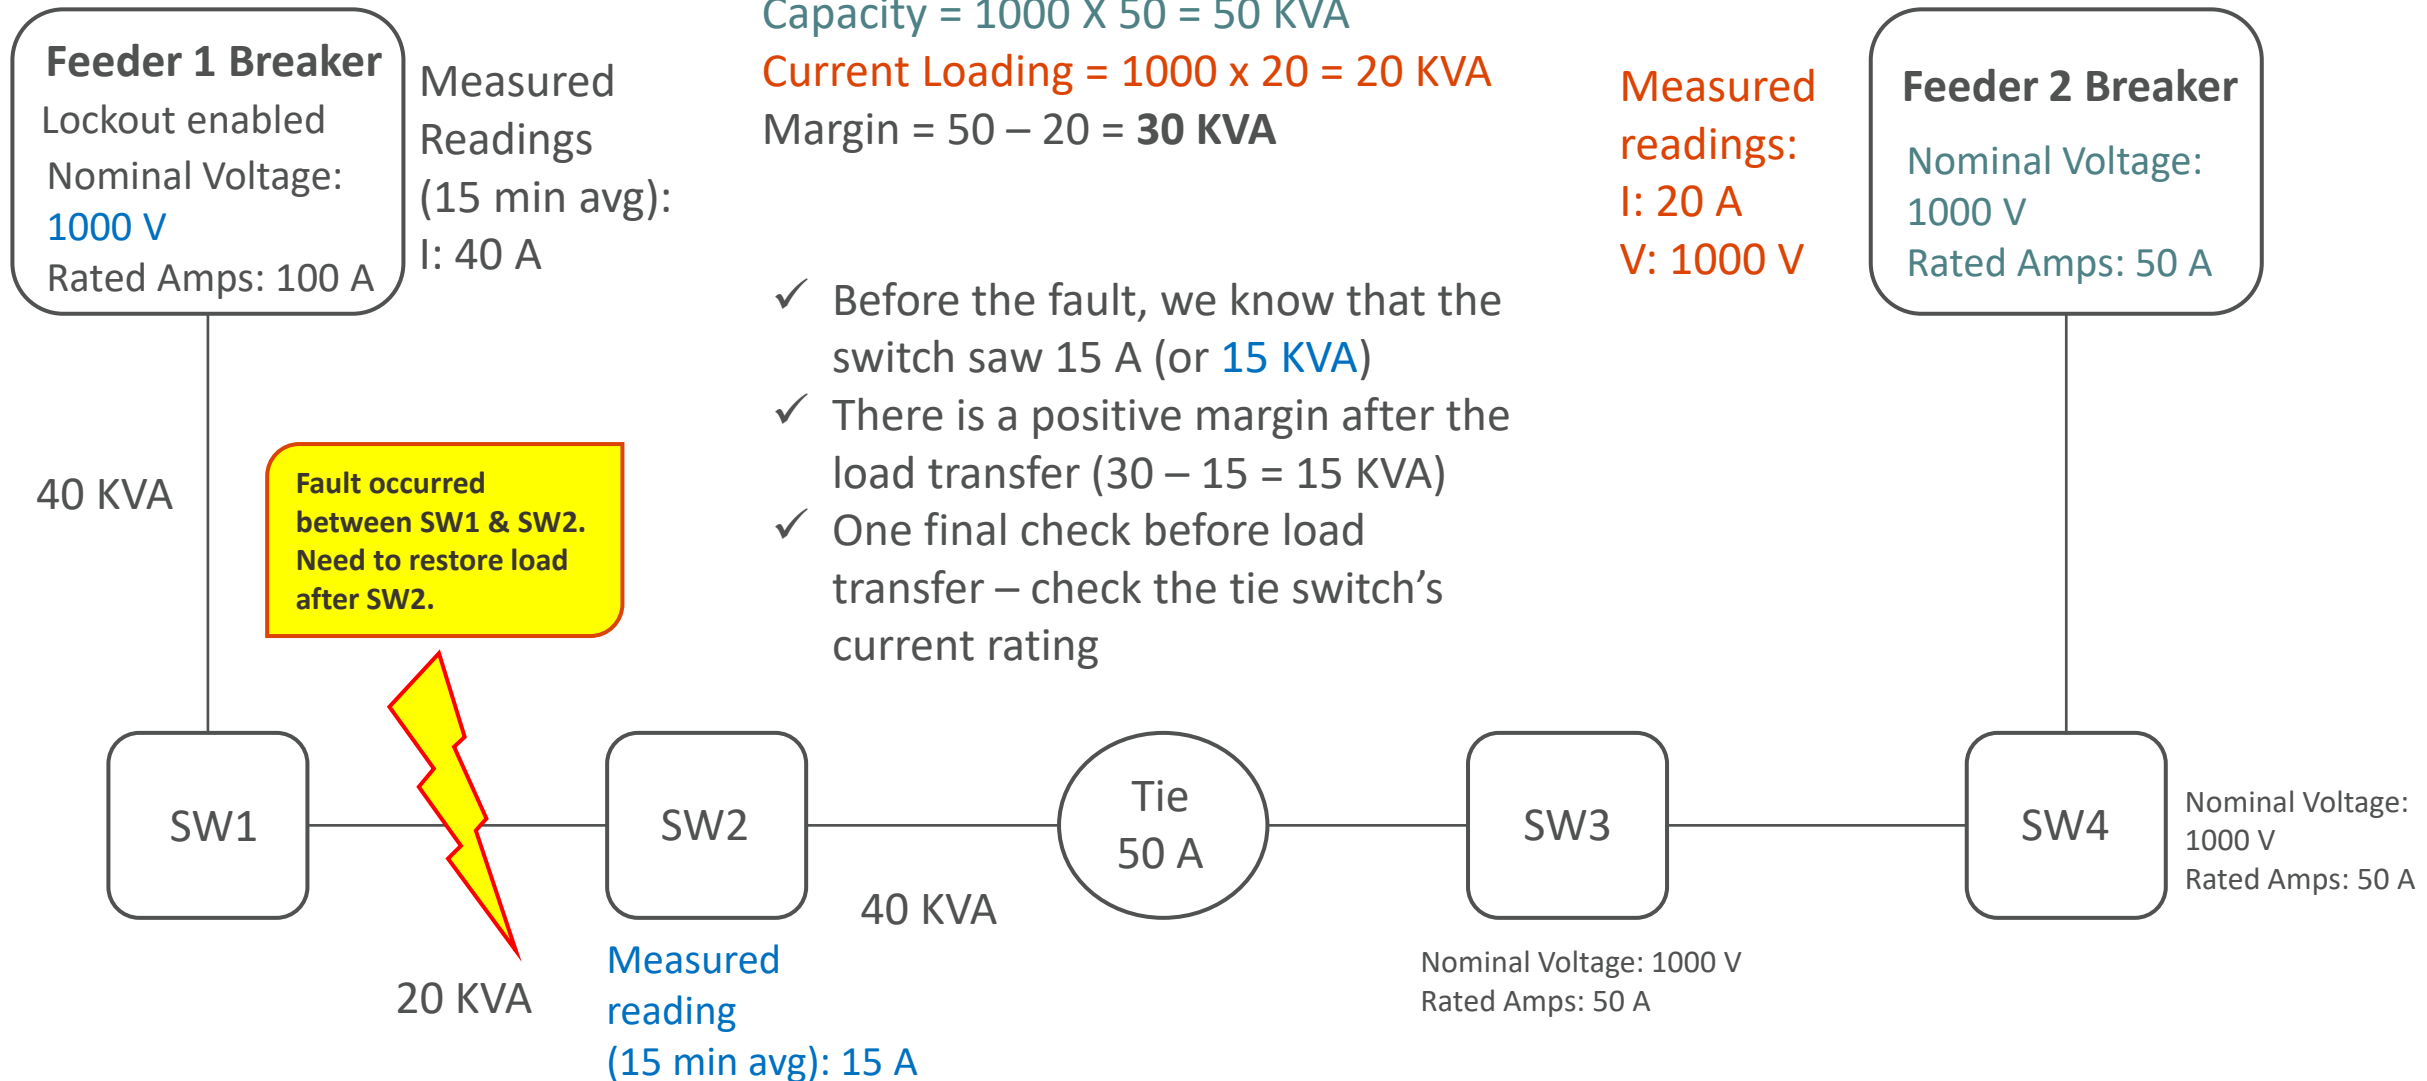 Feeder 1 Breaker
Lockout enabled
Nominal Voltage:
1000 V
Rated Amps: 100 A
Measured
Readings
(15 min avg):
I: 40 A
Capacity = 1000 X 50 = 50 KVA
Current Loading = 1000 x 20 = 20 KVA
Margin = 50 – 20 = 30 KVA
Measured
readings:
I: 20 A
V: 1000 V
Feeder 2 Breaker
Nominal Voltage:
1000 V
Rated Amps: 50 A
✓ Before the fault, we know that the
switch saw 15 A (or 15 KVA)
✓ There is a positive margin after the
load transfer (30 – 15 = 15 KVA)
✓ One final check before load
transfer – check the tie switch’s
current rating
40 KVA
Fault occurred
between SW1 & SW2.
Need to restore load
after SW2.
SW1
SW2
Tie
50 A
SW3
SW4
Nominal Voltage:
1000 V
Rated Amps: 50 A
20 KVA
40 KVA
Measured
reading
(15 min avg): 15 A
Nominal Voltage: 1000 V
Rated Amps: 50 A